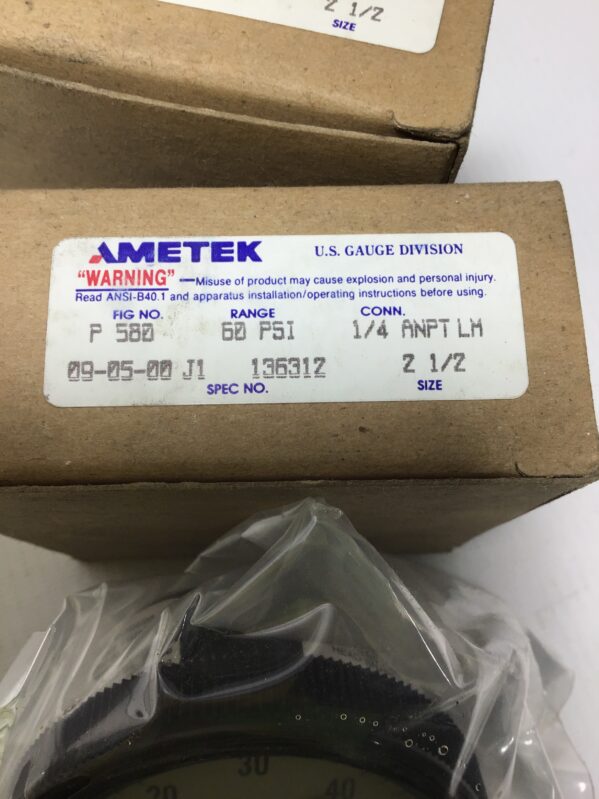 2 1/2
SIZE
AMETEK U.S. GAUGE DIVISION
"WARNING" —Misuse of product may cause explosion and personal injury.
Read ANSI-B40.1 and apparatus installation/operating instructions before using.
FIG NO. RANGE CONN.
P 580 60 PSI 1/4 ANPT LM
09-05-00 J1 136312 2 1/2
SPEC NO. SIZE
20 30 40